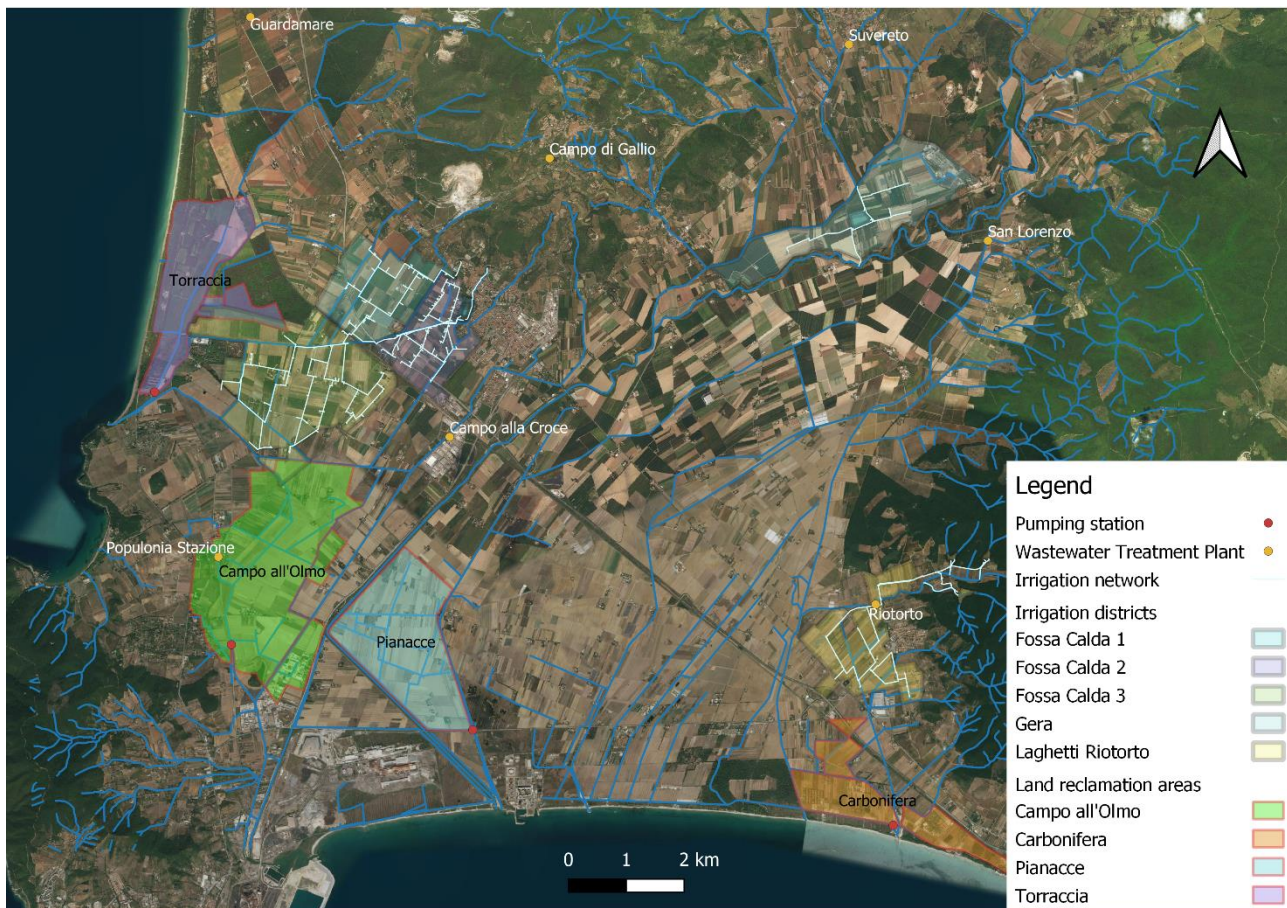 Guardamare
Suvereto
Campo di Gallio
San Lorenzo
Torraccia
Campo alla Croce
Populonia Stazione
Campo all'Olmo
Pianacce
Riotorto
Carbonifera
0 1 2 km
Legend
Pumping station
Wastewater Treatment Plant
Irrigation network
Irrigation districts
Fossa Calda 1
Fossa Calda 2
Fossa Calda 3
Gera
Laghetti Riotorto
Land reclamation areas
Campo all'Olmo
Carbonifera
Pianacce
Torraccia